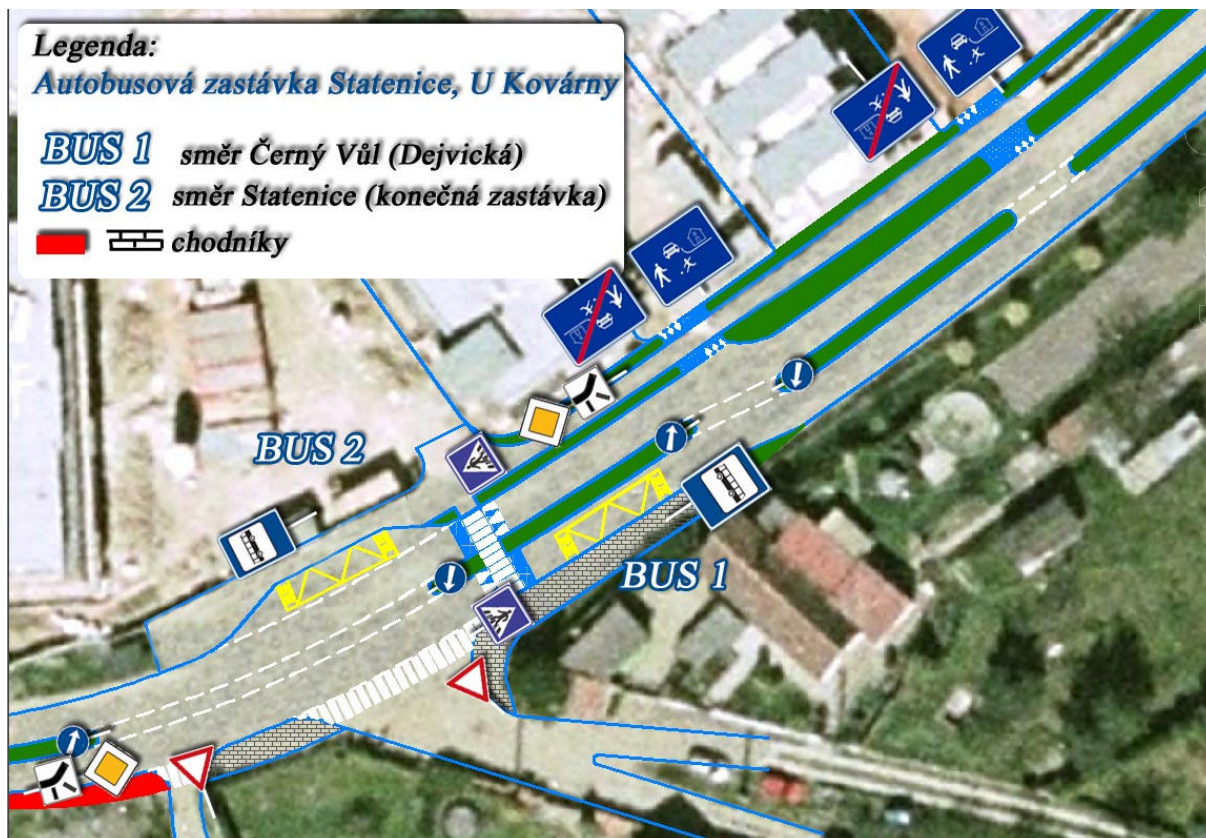 Legenda:
Autobusová zastávka Statenice, U Kovárny
BUS 1 směr Černý Vůl (Dejvická)
BUS 2 směr Statenice (konečná zastávka)
chodníky
BUS 2
BUS 1